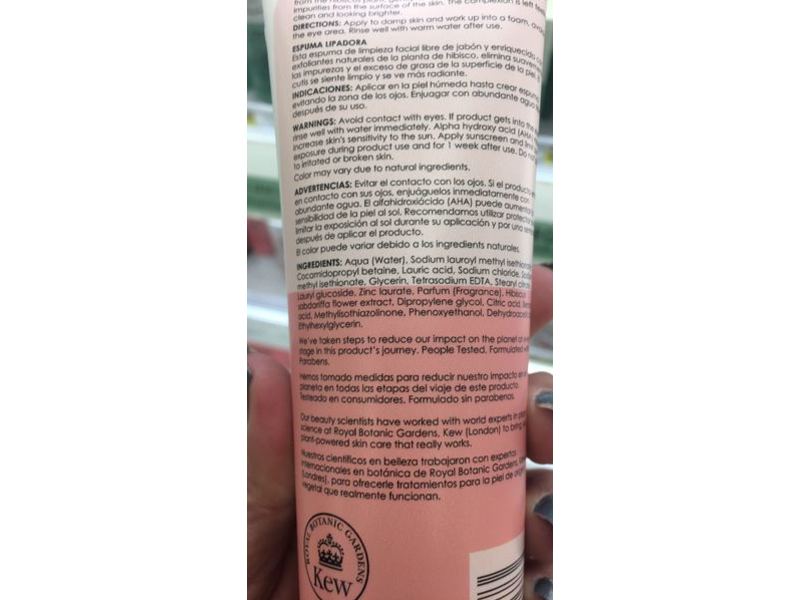 from the hibiscus plant,
impurities from the surface of the skin. The complexion is left
clean and looking brighter.
DIRECTIONS: Apply to damp skin and work up into a foam,
the eye area. Rinse well with warm water after use.
ESPUMA LIPADORA
Esta espuma de limpieza facial libre de jabón y enriquecida
exfoliantes naturales de la planta de hibisco, elimina suavemente
las impurezas y el exceso de grasa de la superficie de la piel.
cutis se siente limpio y se ve más radiante.
INDICACIONES: Aplicar en la piel húmeda hasta crear
evitando la zona de los ojos. Enjuagar con abundante agua
después de su uso.
WARNINGS: Avoid contact with eyes. If product gets into the
rinse well with water immediately. Alpha hydroxy acid (AHA)
increase skin's sensitivity to the sun. Apply sunscreen and
exposure during product use and for 1 week after use. Do
to irritated or broken skin.
Color may vary due to natural ingredients.
ADVERTENCIAS: Evitar el contacto con los ojos. Si el producto
en contacto con sus ojos, enjuáguelos inmediatamente con
abundante agua. El alfahidroxiácido (AHA) puede
sensibilidad de la piel al sol. Recomendamos utilizar
limitar la exposición al sol durante su aplicación y por una
después de aplicar el producto.
El color puede variar debido a los ingredients naturales.
INGREDIENTS: Aqua (Water), Sodium lauroyl methyl isethionate,
Cocamidopropyl betaine, Lauric acid, Sodium chloride,
methyl isethionate, Glycerin, Tetrasodium EDTA, Stearyl
Lauryl glucoside, Zinc laurate, Parfum (Fragrance), Hibiscus
sabdariffa flower extract, Dipropylene glycol, Citric acid,
acid, Methylisothiazolinone, Phenoxyethanol,
Ethylhexylglycerin.
We've taken steps to reduce our impact on the planet at
stage in this product's journey. People Tested. Formulated
Parabens.
Hemos tomado medidas para reducir nuestro impacto en
planeta en todas las etapas del viaje de este producto.
Testeado en consumidores. Formulado sin parabenos.
Our beauty scientists have worked with world experts in
science at Royal Botanic Gardens, Kew (London) to bring
plant-powered skin care that really works.
Nuestros científicos en belleza trabajaron con expertos
internacionales en botánica de Royal Botanic Gardens,
(Londres), para ofrecerle tratamientos para la piel de
vegetal que realmente funcionan.
ROYAL BOTANIC GARDENS
Kew